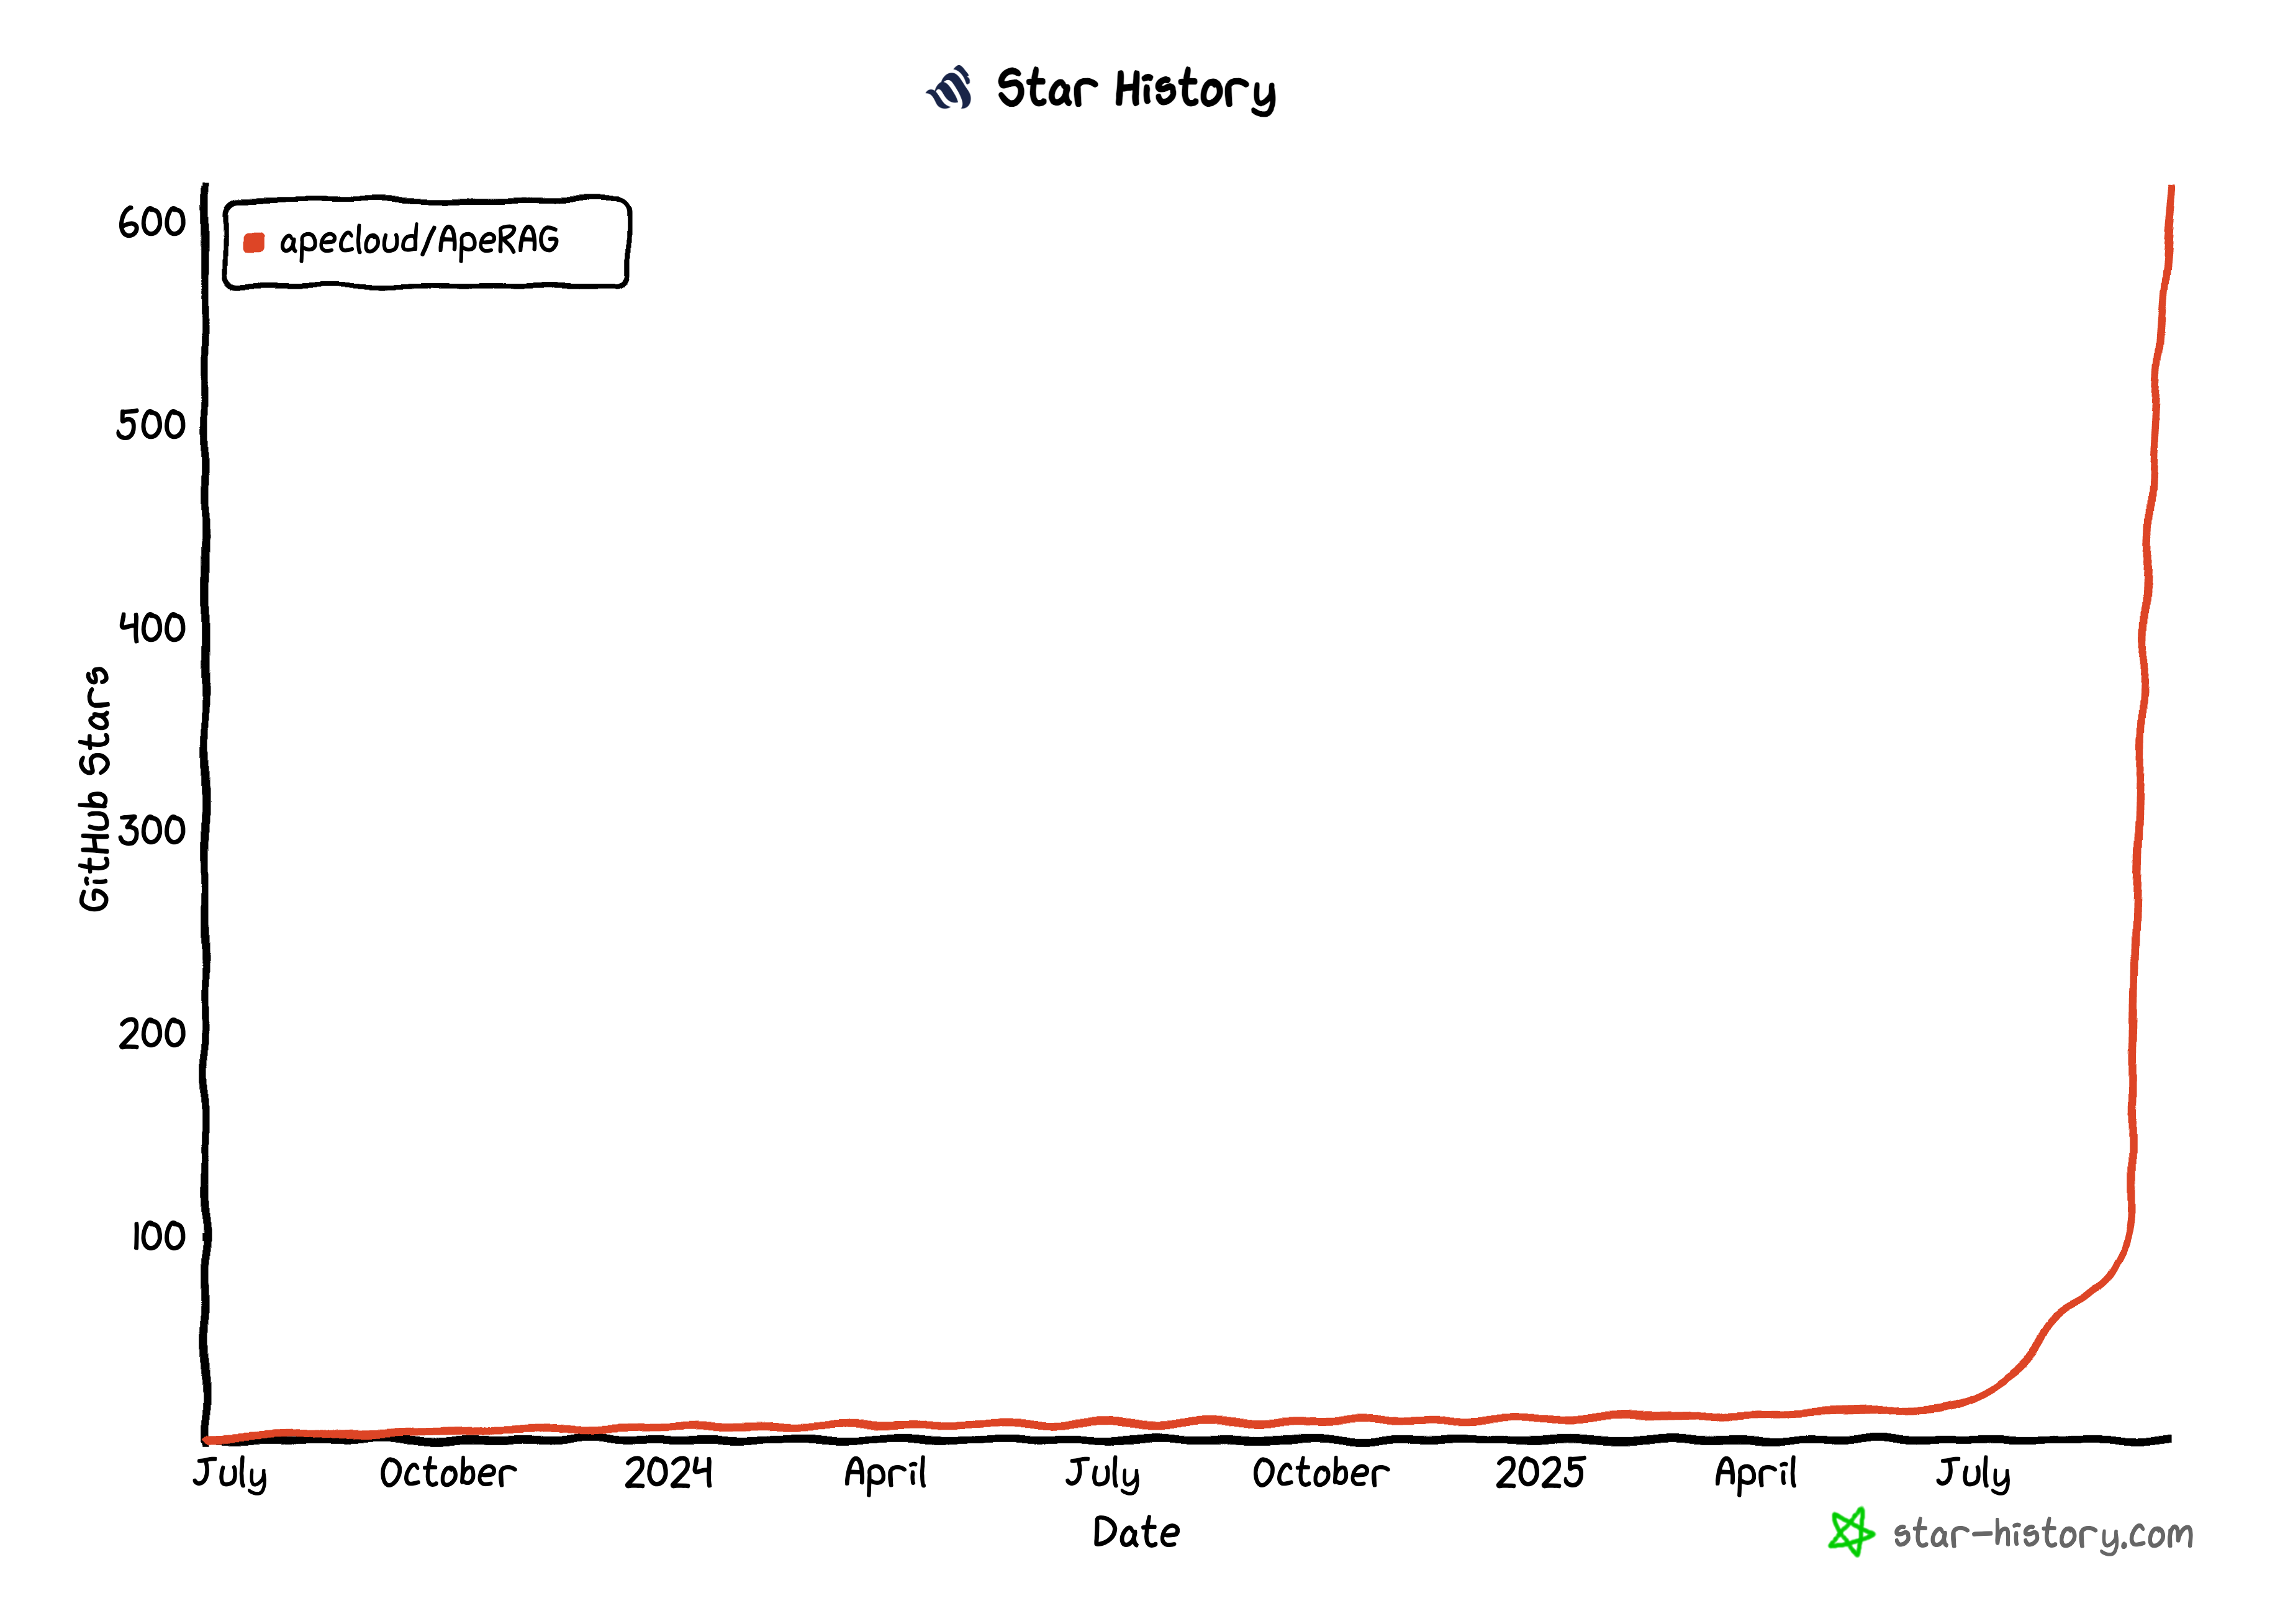 Star History
apecloud/ApeRAG
600
500
400
300
200
100
GitHub Stars
July October 2024 April July October 2025 April July
Date
star-history.com